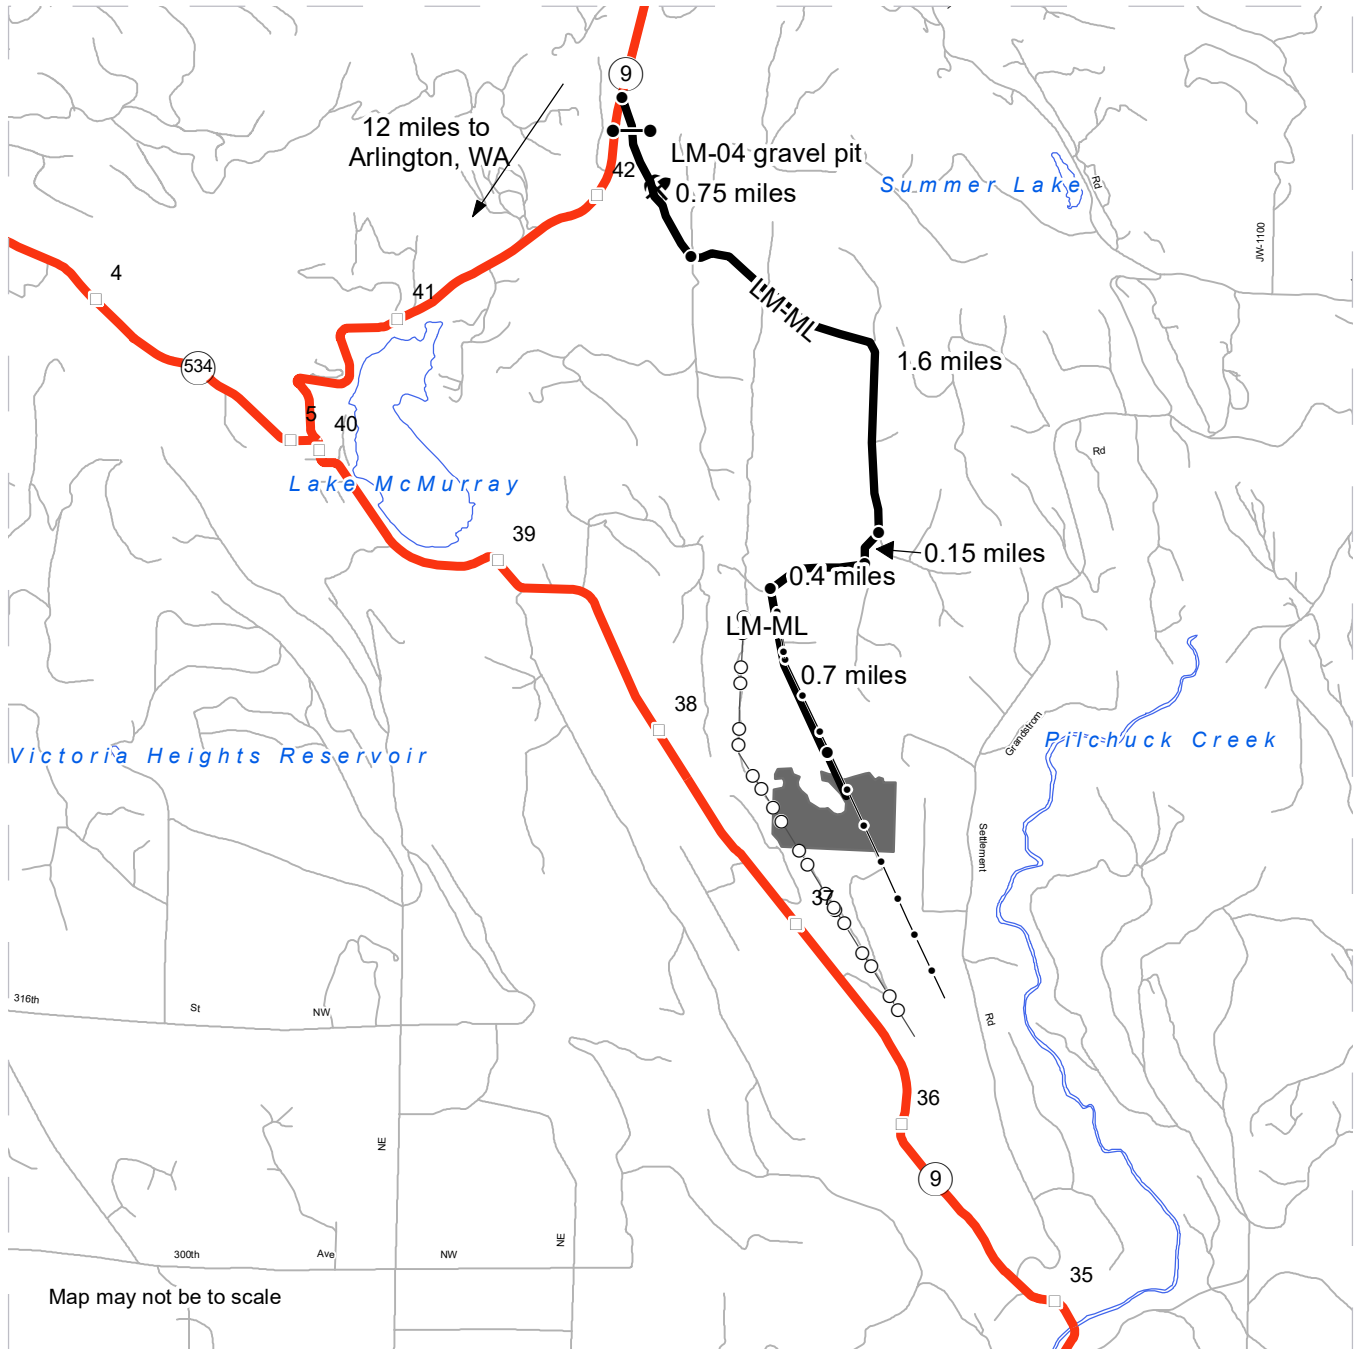 9
12 miles to
Arlington, WA
LM-04 gravel pit
42
0.75 miles
Summer Lake
Rd
JW-1100
4
41
LM-ML
534
1.6 miles
5
40
Rd
Lake McMurray
39
0.15 miles
0.4 miles
LM-ML
0.7 miles
38
Grandstrom
Pilchuck Creek
Victoria Heights Reservoir
Settlement
37
316th
St
NW
Rd
36
NE
9
NE
300th
Ave
NW
35
Map may not be to scale